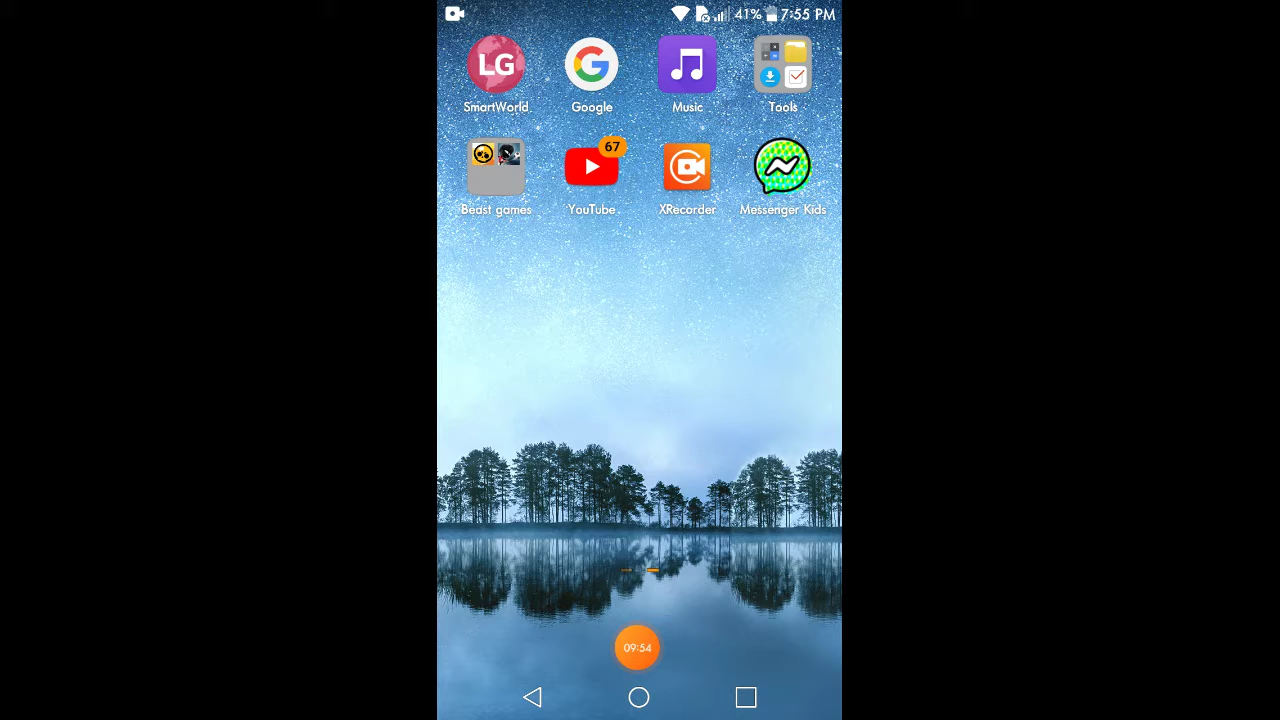 41% 7:55 PM
LG
SmartWorld Google Music Tools
67
Beast games YouTube XRecorder Messenger Kids
09:54